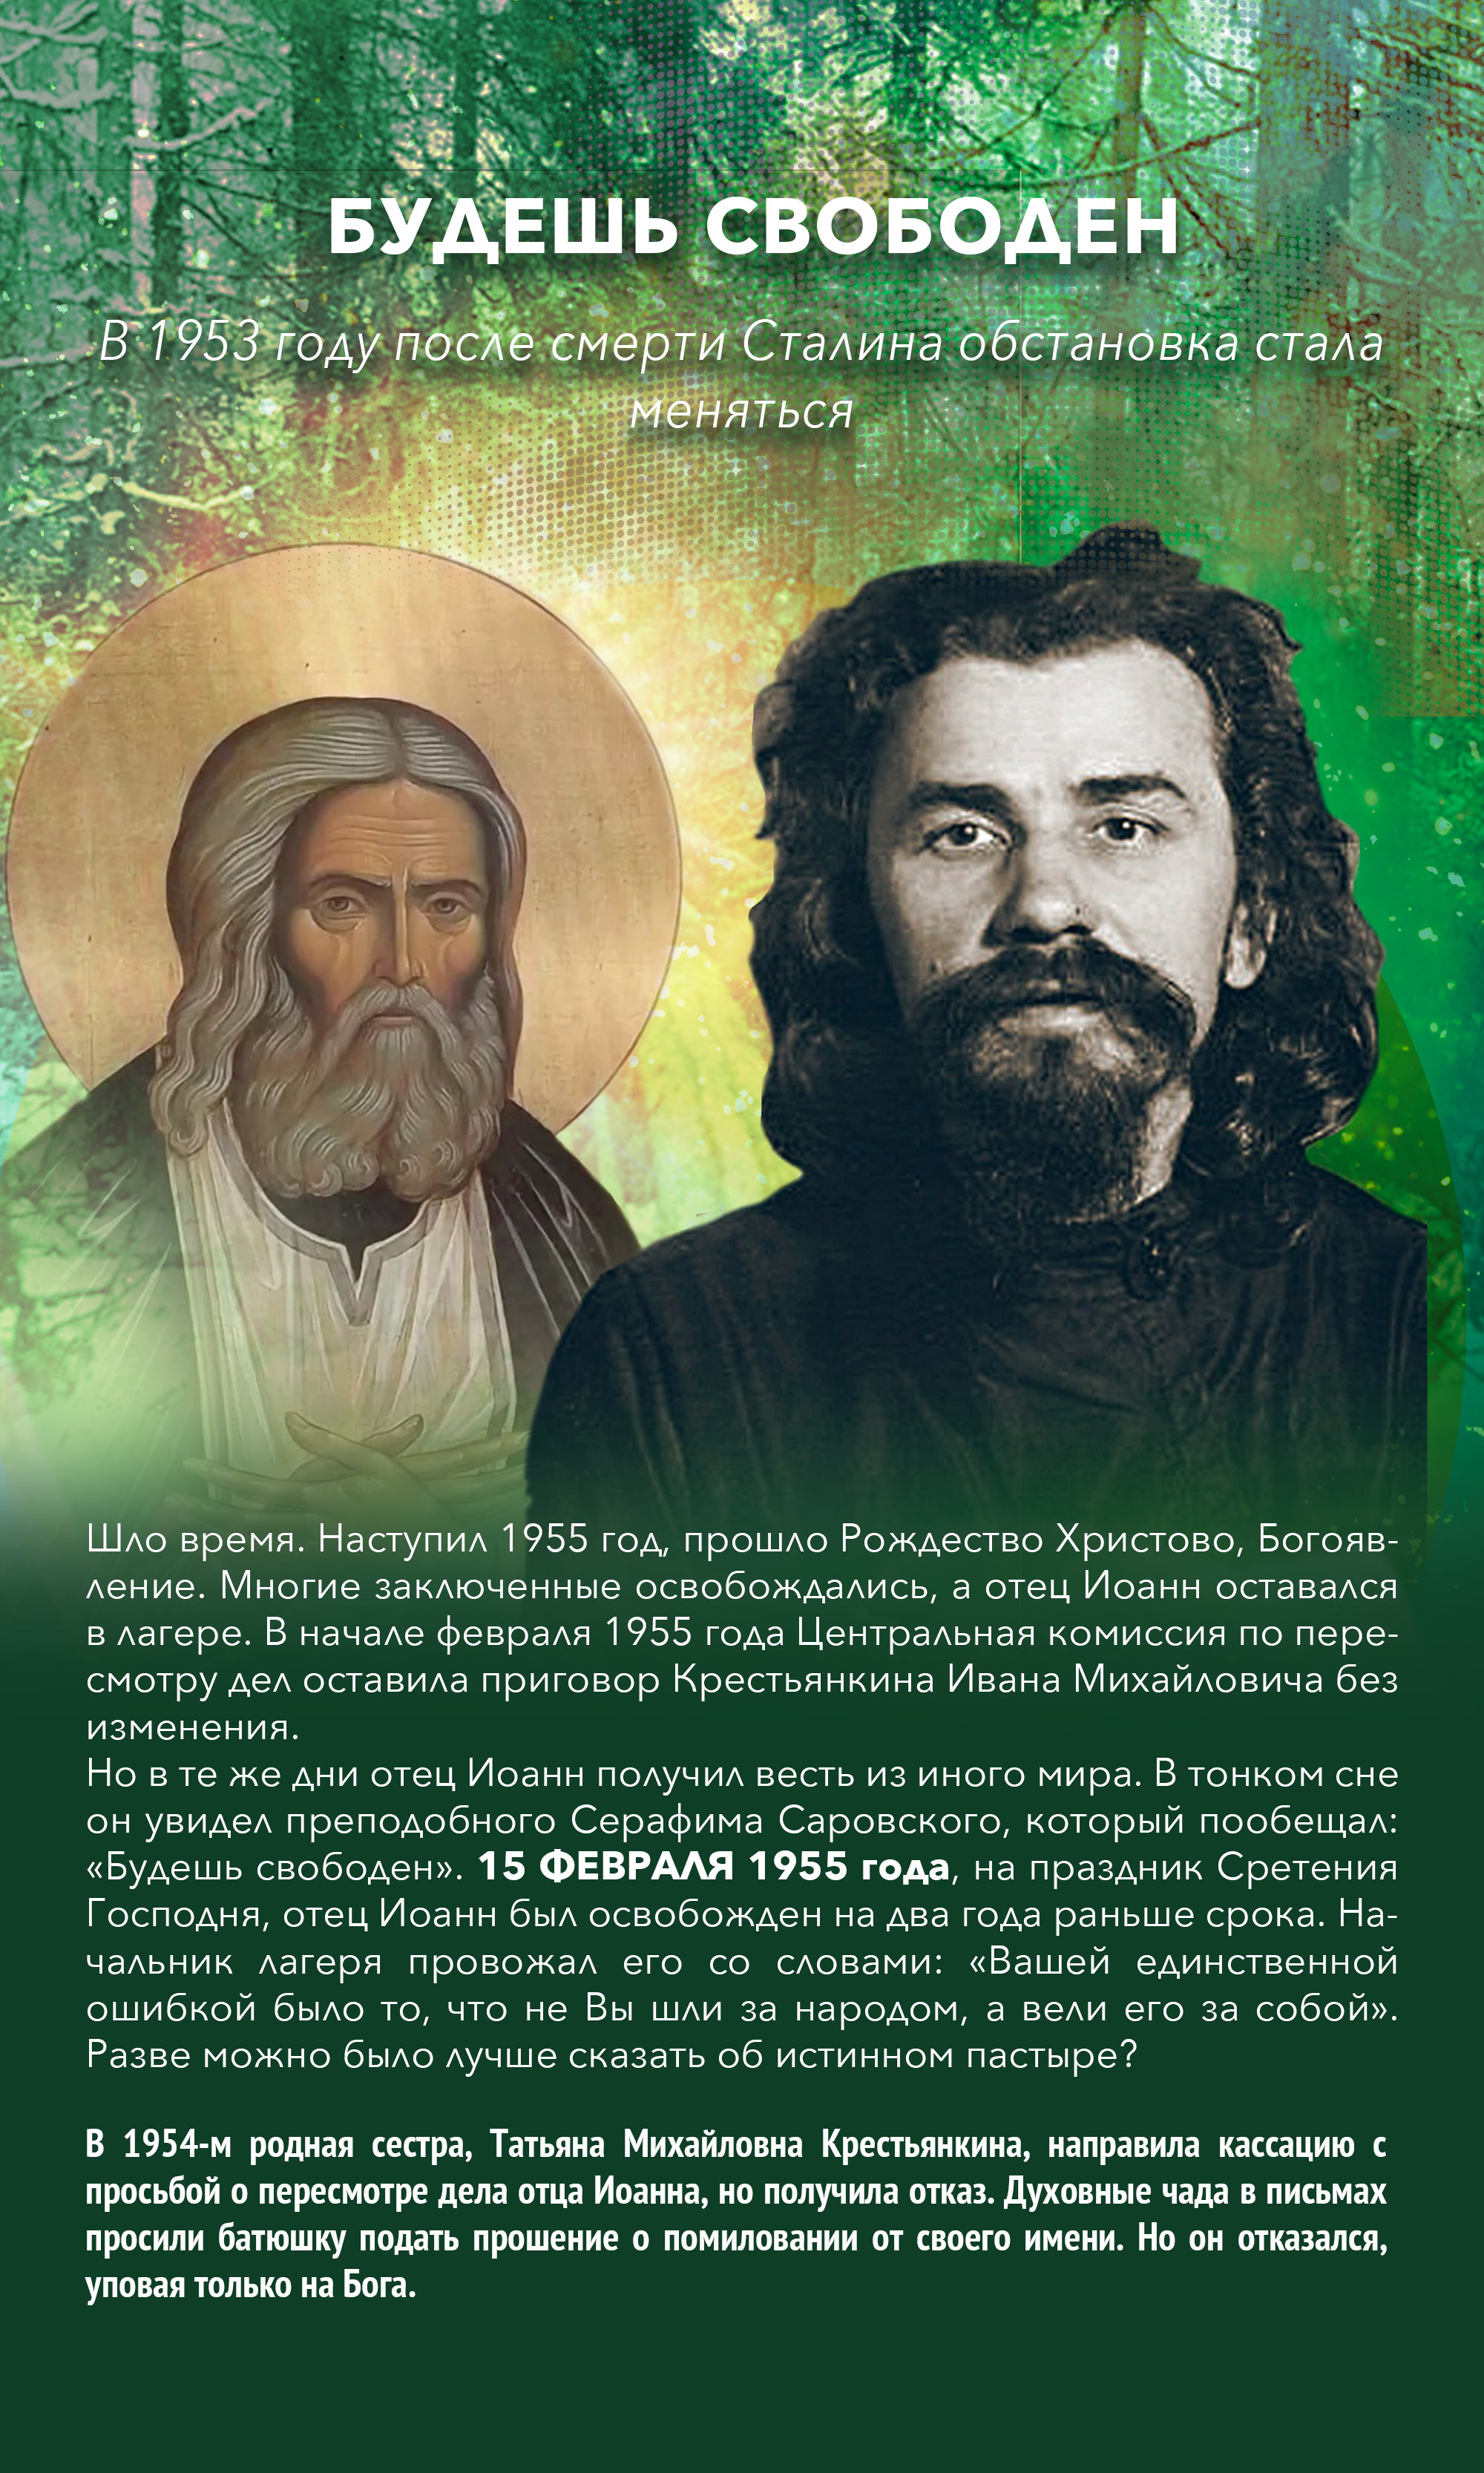 БУДЕШЬ СВОБОДЕН
В 1953 году после смерти Сталина обстановка стала
меняться
Шло время. Наступил 1955 год, прошло Рождество Христово, Богояв-
ление. Многие заключенные освобождались, а отец Иоанн оставался
в лагере. В начале февраля 1955 года Центральная комиссия по пере-
смотру дел оставила приговор Крестьянкина Ивана Михайловича без
изменения.
Но в те же дни отец Иоанн получил весть из иного мира. В тонком сне
он увидел преподобного Серафима Саровского, который пообещал:
«Будешь свободен». 15 ФЕВРАЛЯ 1955 года, на праздник Сретения
Господня, отец Иоанн был освобожден на два года раньше срока. На-
чальник лагеря провожал его со словами: «Вашей единственной
ошибкой было то, что не Вы шли за народом, а вели его за собой».
Разве можно было лучше сказать об истинном пастыре?
В 1954-м родная сестра, Татьяна Михайловна Крестьянкина, направила кассацию с
просьбой о пересмотре дела отца Иоанна, но получила отказ. Духовные чада в письмах
просили батюшку подать прошение о помиловании от своего имени. Но он отказался,
уповая только на Бога.